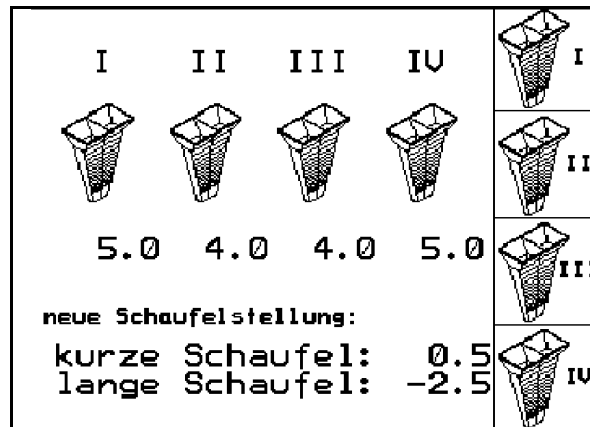 I II III IV
5.0 4.0 4.0 5.0
neue Schaufelstellung:
kurze Schaufel: 0.5
lange Schaufel: -2.5
I
II
III
IV